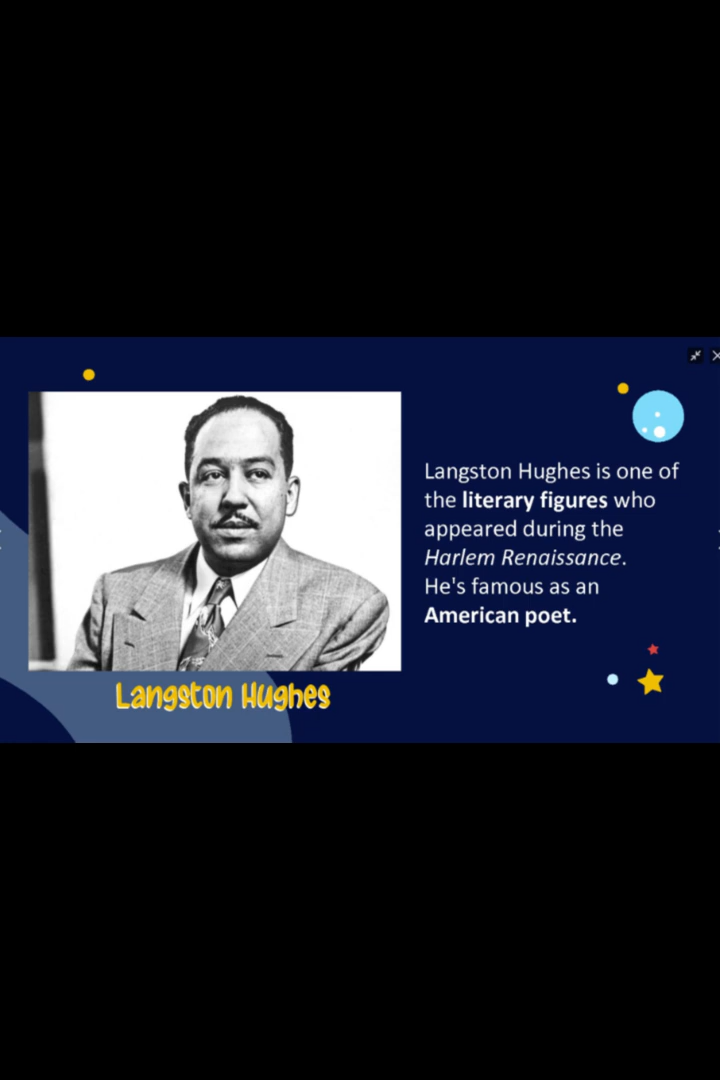 Langston Hughes is one of
the literary figures who
appeared during the
Harlem Renaissance.
He's famous as an
American poet.
Langston Hughes